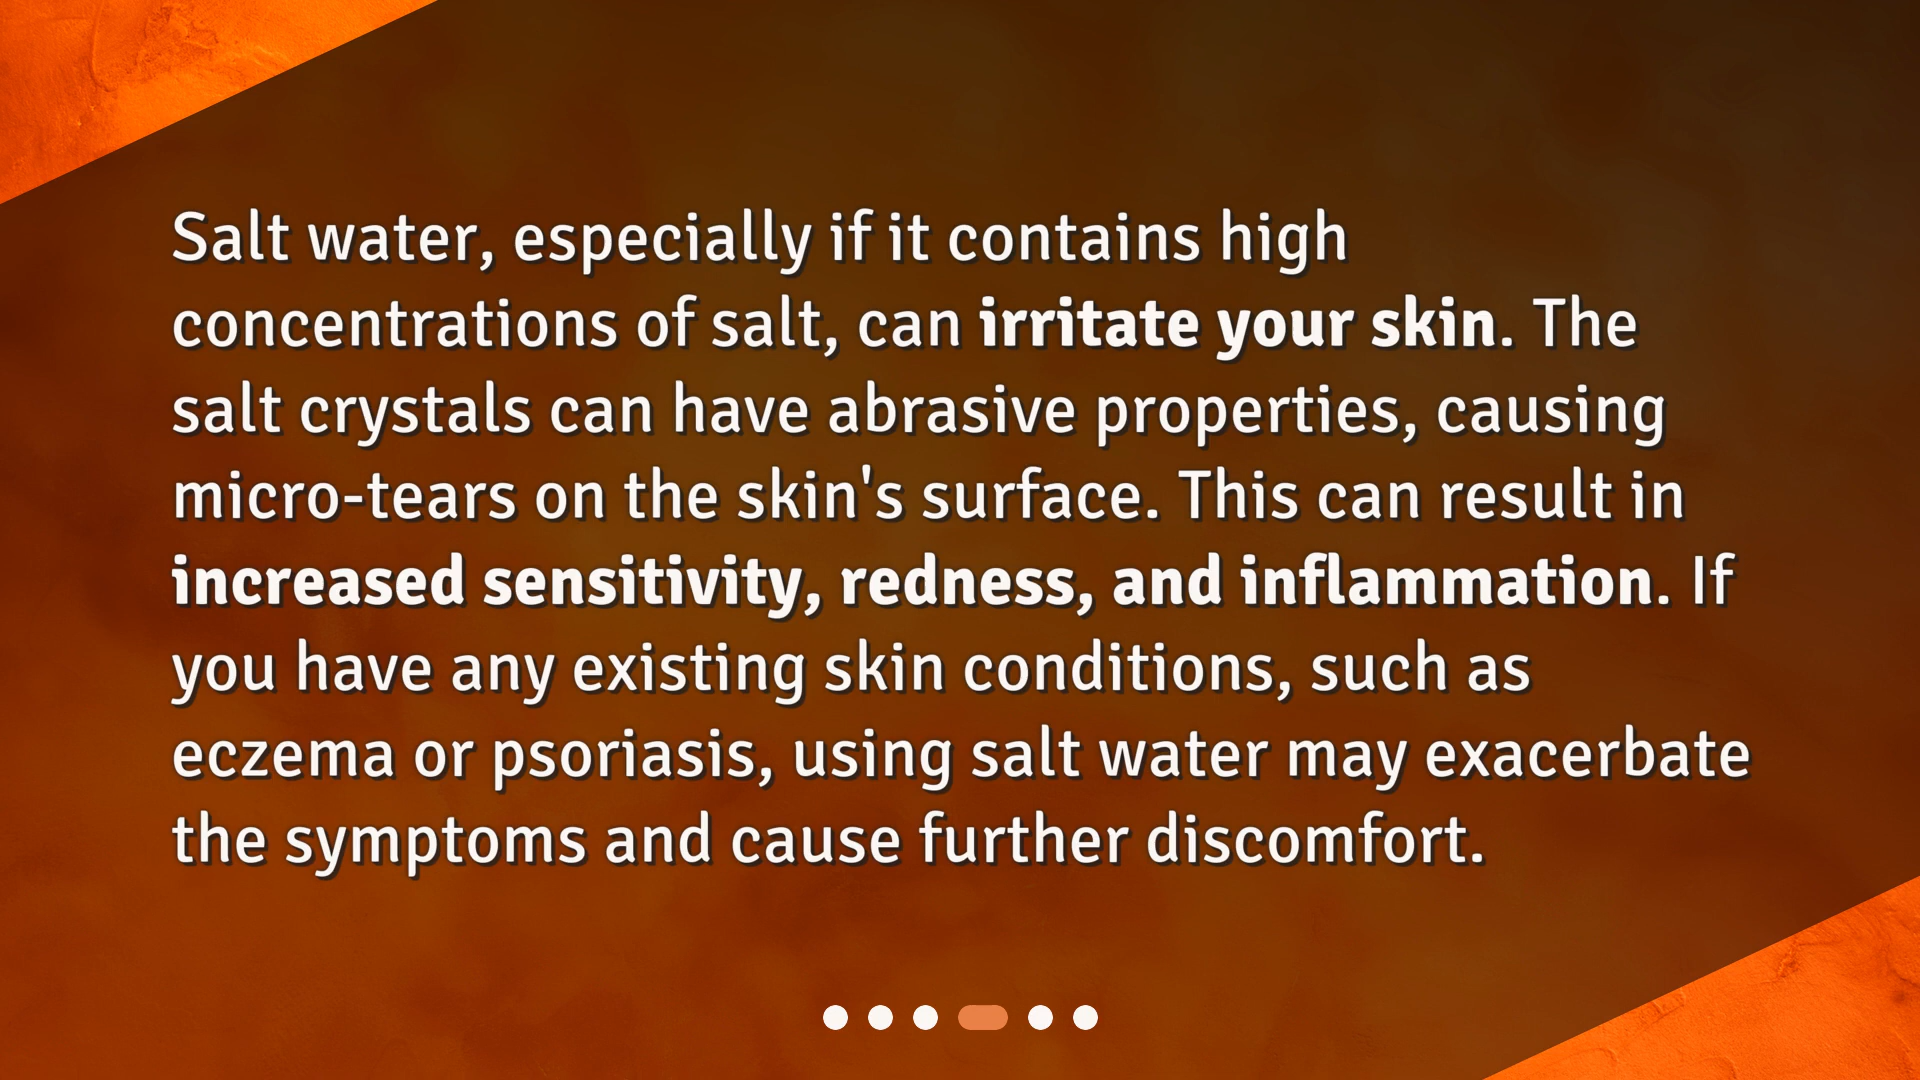 Salt water, especially if it contains high
concentrations of salt, can irritate your skin. The
salt crystals can have abrasive properties, causing
micro-tears on the skin's surface. This can result in
increased sensitivity, redness, and inflammation. If
you have any existing skin conditions, such as
eczema or psoriasis, using salt water may exacerbate
the symptoms and cause further discomfort.